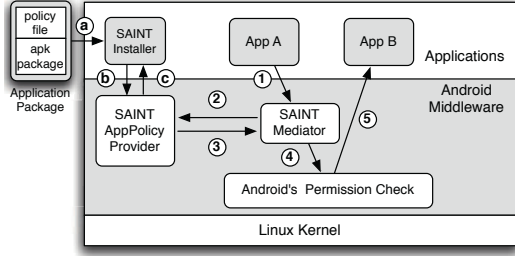 policy
file
apk
package
Application
Package
a
SAINT
Installer
App A
App B
Applications
b
c
1
Android
Middleware
SAINT
AppPolicy
Provider
2
3
SAINT
Mediator
4
5
Android's Permission Check
Linux Kernel